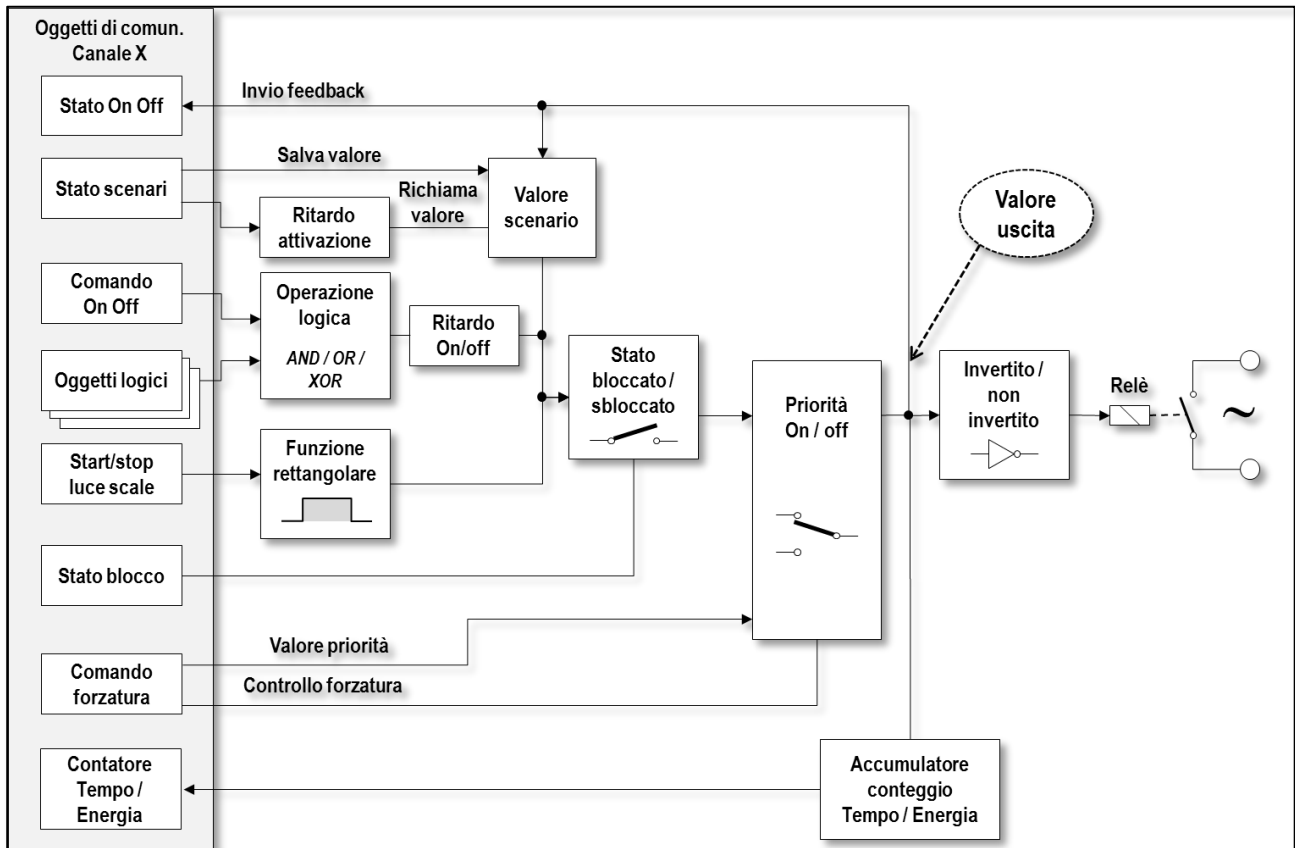 Oggetti di comun.
Canale X
Stato On Off
Invio feedback
Stato scenari
Salva valore
Richiama
valore
Ritardo
attivazione
Valore
scenario
Valore
uscita
Comando
On Off
Operazione
logica
AND / OR /
XOR
Ritardo
On/off
Oggetti logici
Stato
bloccato /
sbloccato
Priorità
On / off
Invertito /
non
invertito
Relè
~
Start/stop
luce scale
Funzione
rettangolare
Stato blocco
Valore priorità
Comando
forzatura
Controllo forzatura
Contatore
Tempo /
Energia
Accumulatore
conteggio
Tempo / Energia